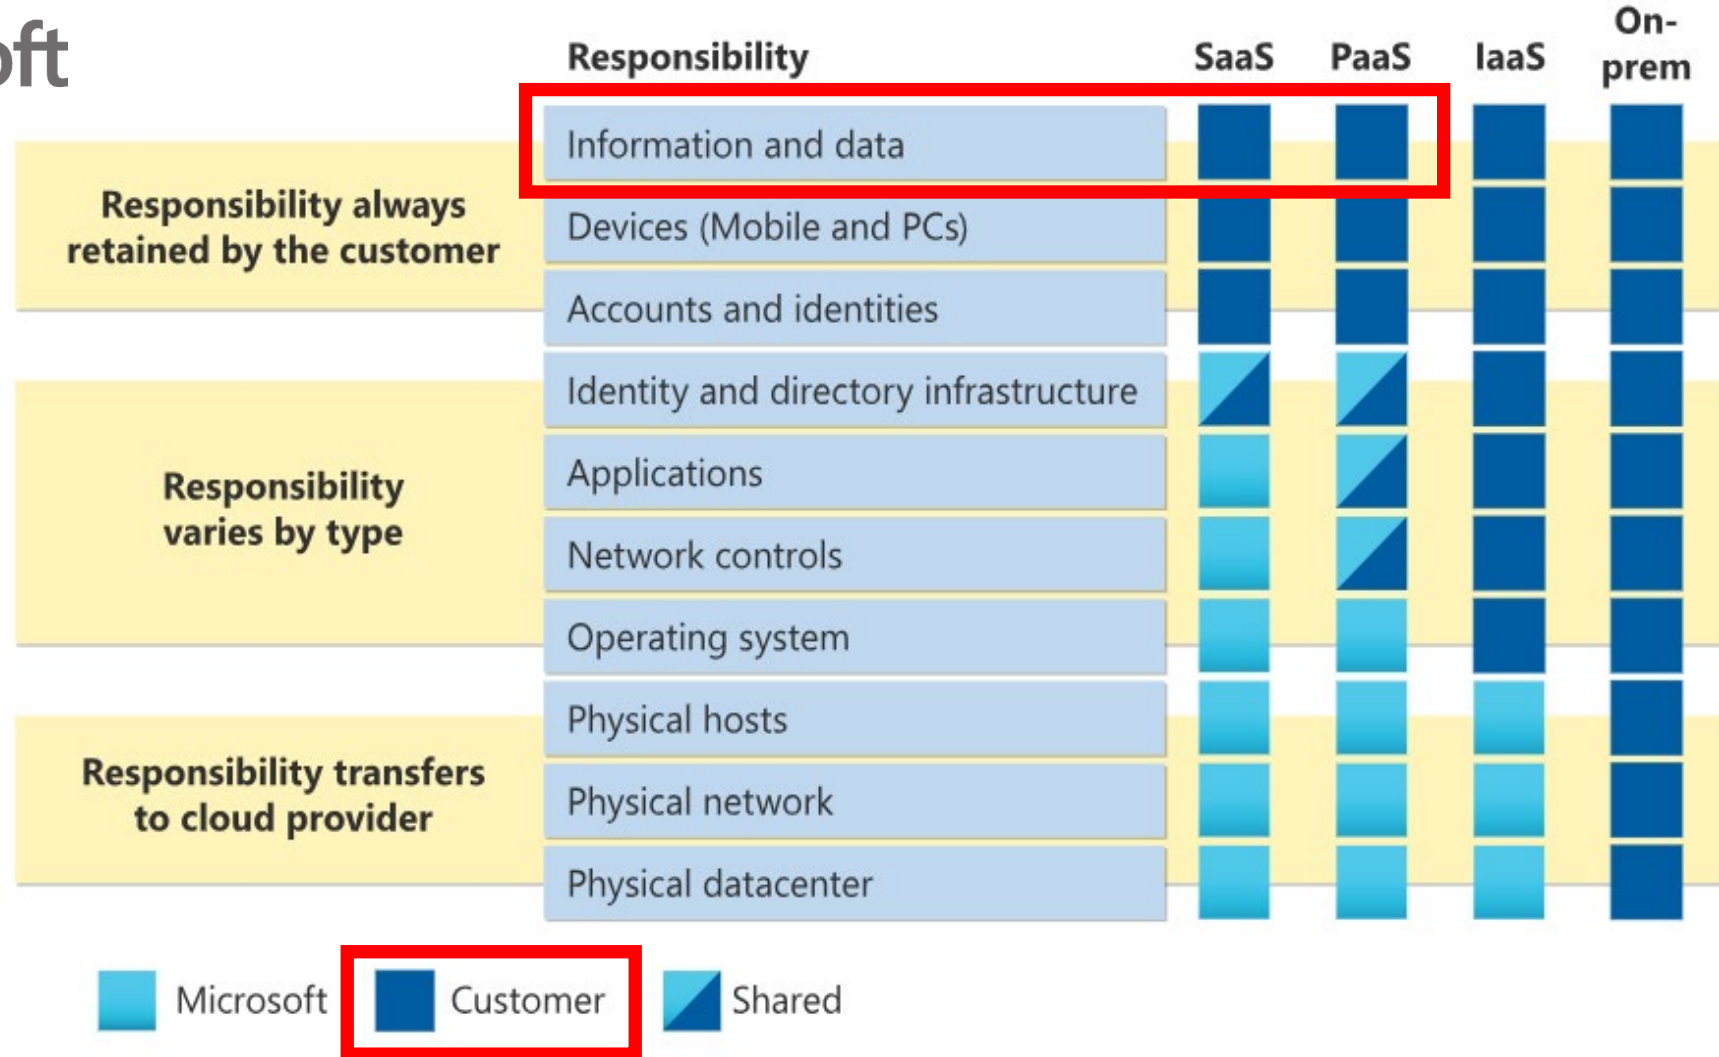 oft
Responsibility SaaS PaaS IaaS On-
prem
Information and data
Responsibility always
retained by the customer
Devices (Mobile and PCs)
Accounts and identities
Identity and directory infrastructure
Responsibility
varies by type
Applications
Network controls
Operating system
Physical hosts
Responsibility transfers
to cloud provider
Physical network
Physical datacenter
Microsoft Customer Shared